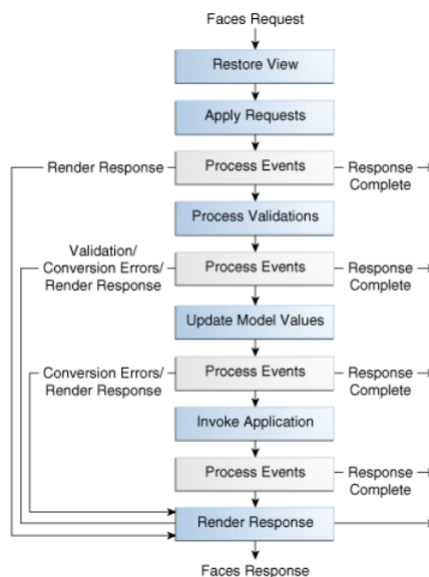 Faces Request
Restore View
Apply Requests
Render Response
Process Events
Response
Complete
Process Validations
Validation/
Conversion Errors/
Render Response
Process Events
Response
Complete
Update Model Values
Conversion Errors/
Render Response
Process Events
Response
Complete
Invoke Application
Process Events
Response
Complete
Render Response
Faces Response